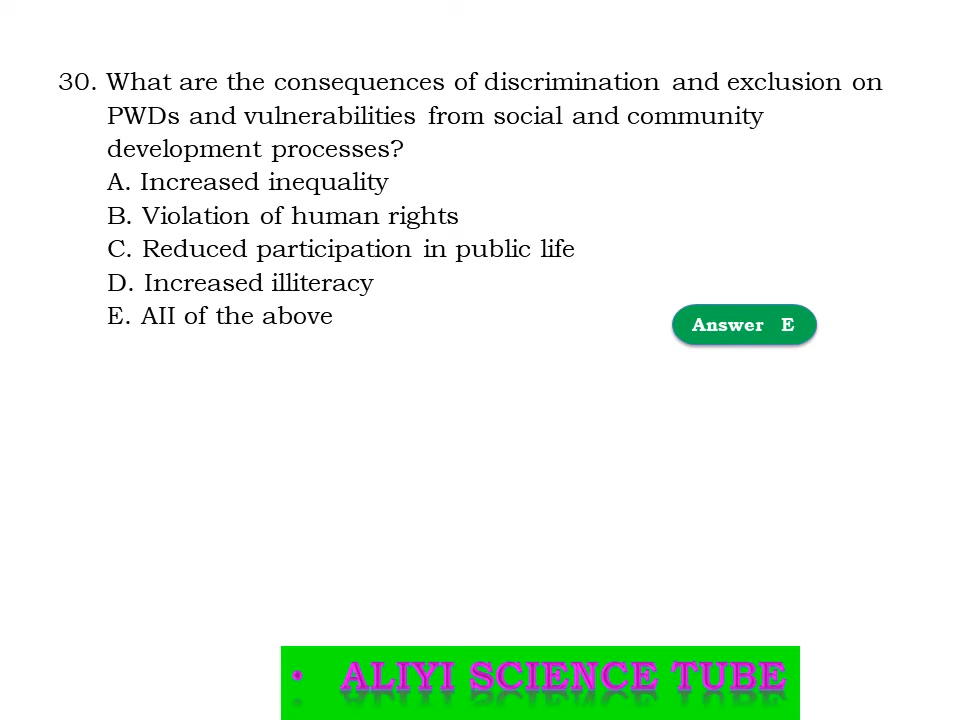 30. What are the consequences of discrimination and exclusion on
PWDs and vulnerabilities from social and community
development processes?
A. Increased inequality
B. Violation of human rights
C. Reduced participation in public life
D. Increased illiteracy
E. AII of the above
Answer E
• ALIYI SCIENCE TUBE